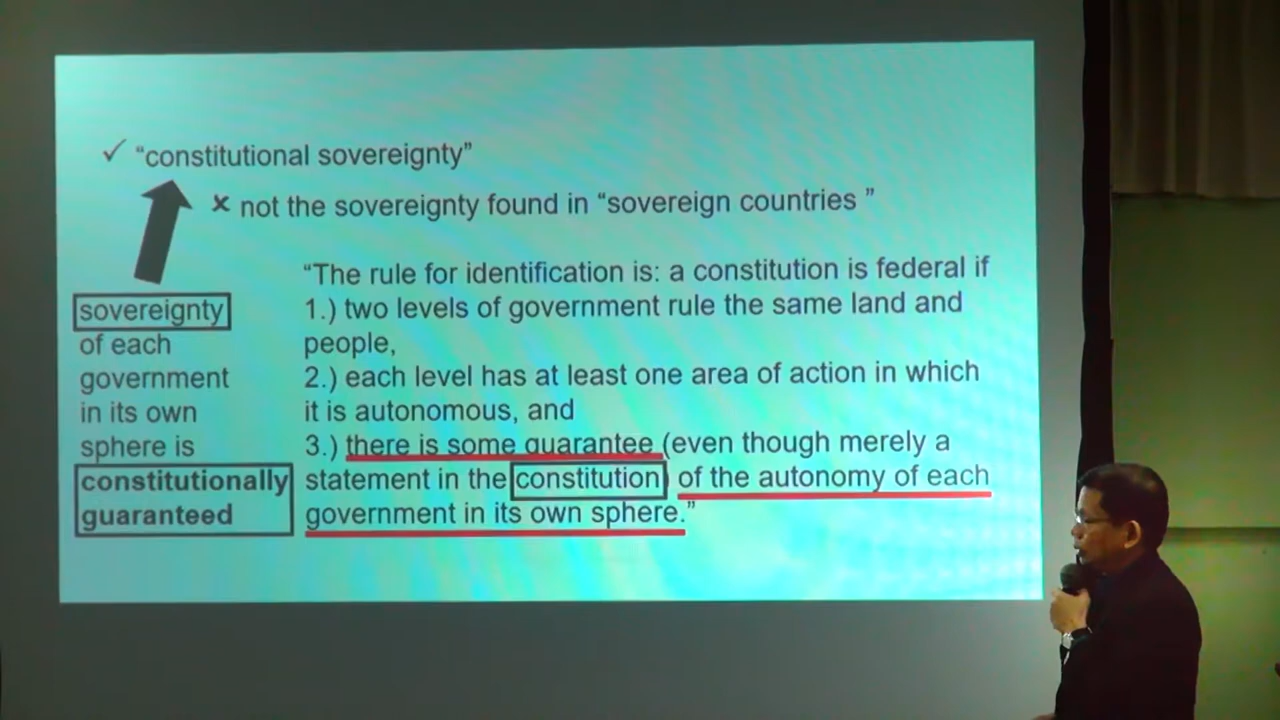 ✓ “constitutional sovereignty”
✗ not the sovereignty found in “sovereign countries ”
sovereignty
of each
government
in its own
sphere is
constitutionally
guaranteed
“The rule for identification is: a constitution is federal if
1.) two levels of government rule the same land and
people,
2.) each level has at least one area of action in which
it is autonomous, and
3.) there is some guarantee (even though merely a
statement in the constitution) of the autonomy of each
government in its own sphere.”